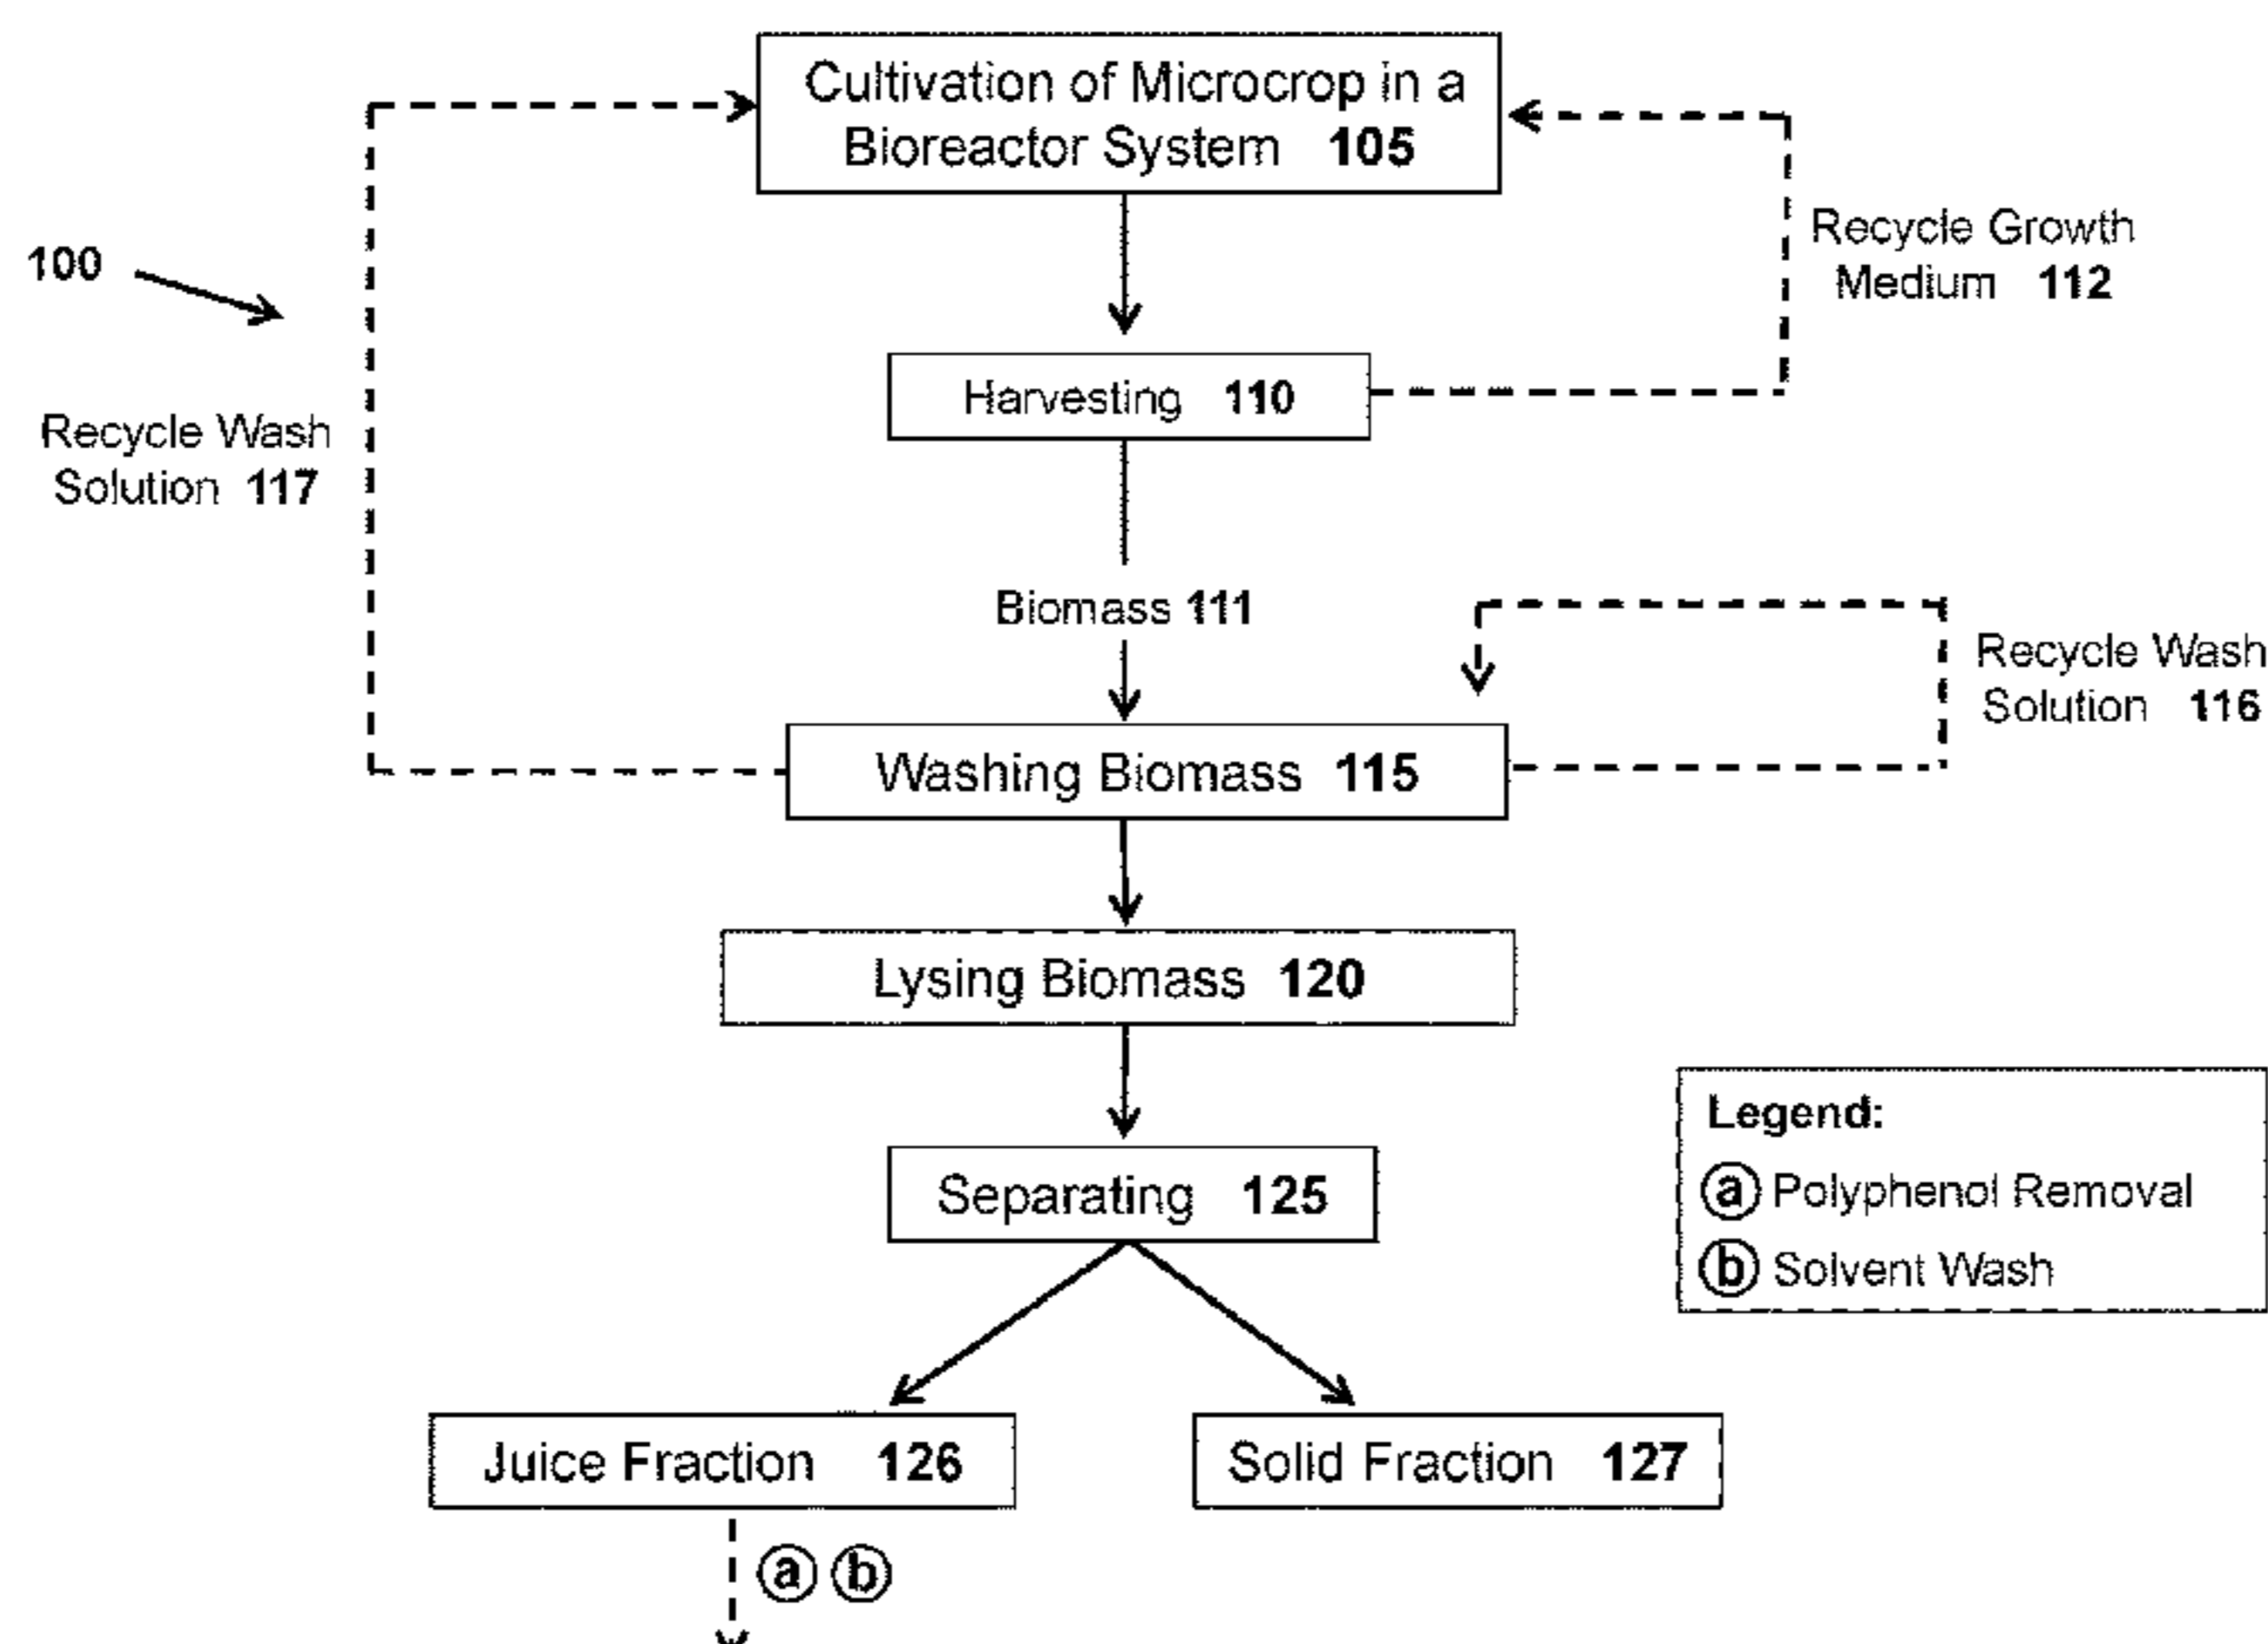 Cultivation of Microcrop in a
Bioreactor System 105
100
Recycle Growth
Medium 112
Harvesting 110
Recycle Wash
Solution 117
Biomass 111
Recycle Wash
Solution 116
Washing Biomass 115
Lysing Biomass 120
Separating 125
Legend:
a Polyphenol Removal
b Solvent Wash
Juice Fraction 126
Solid Fraction 127
a b